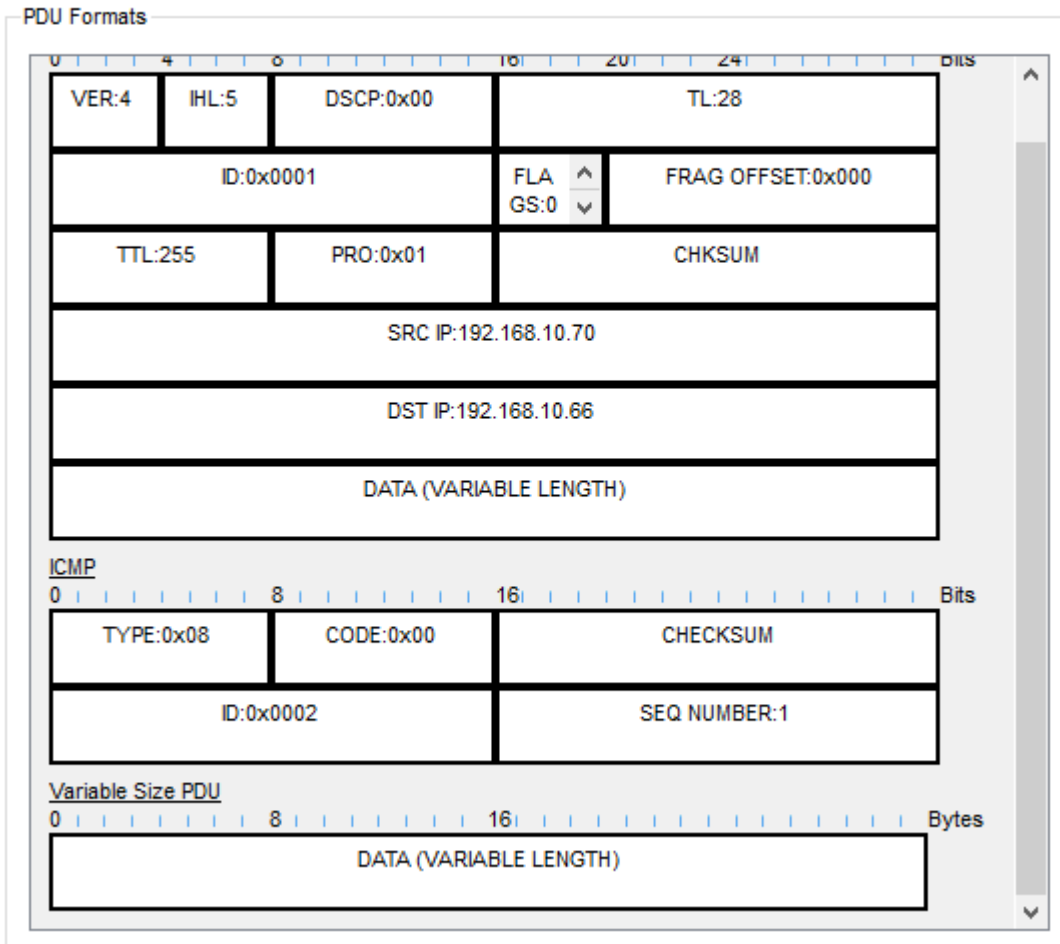 PDU Formats
0 4 8 16 20 24 Bits
VER:4 IHL:5 DSCP:0x00 TL:28
ID:0x0001 FLA GS:0 FRAG OFFSET:0x000
TTL:255 PRO:0x01 CHKSUM
SRC IP:192.168.10.70
DST IP:192.168.10.66
DATA (VARIABLE LENGTH)
ICMP
0 8 16 Bits
TYPE:0x08 CODE:0x00 CHECKSUM
ID:0x0002 SEQ NUMBER:1
Variable Size PDU
0 8 16 Bytes
DATA (VARIABLE LENGTH)